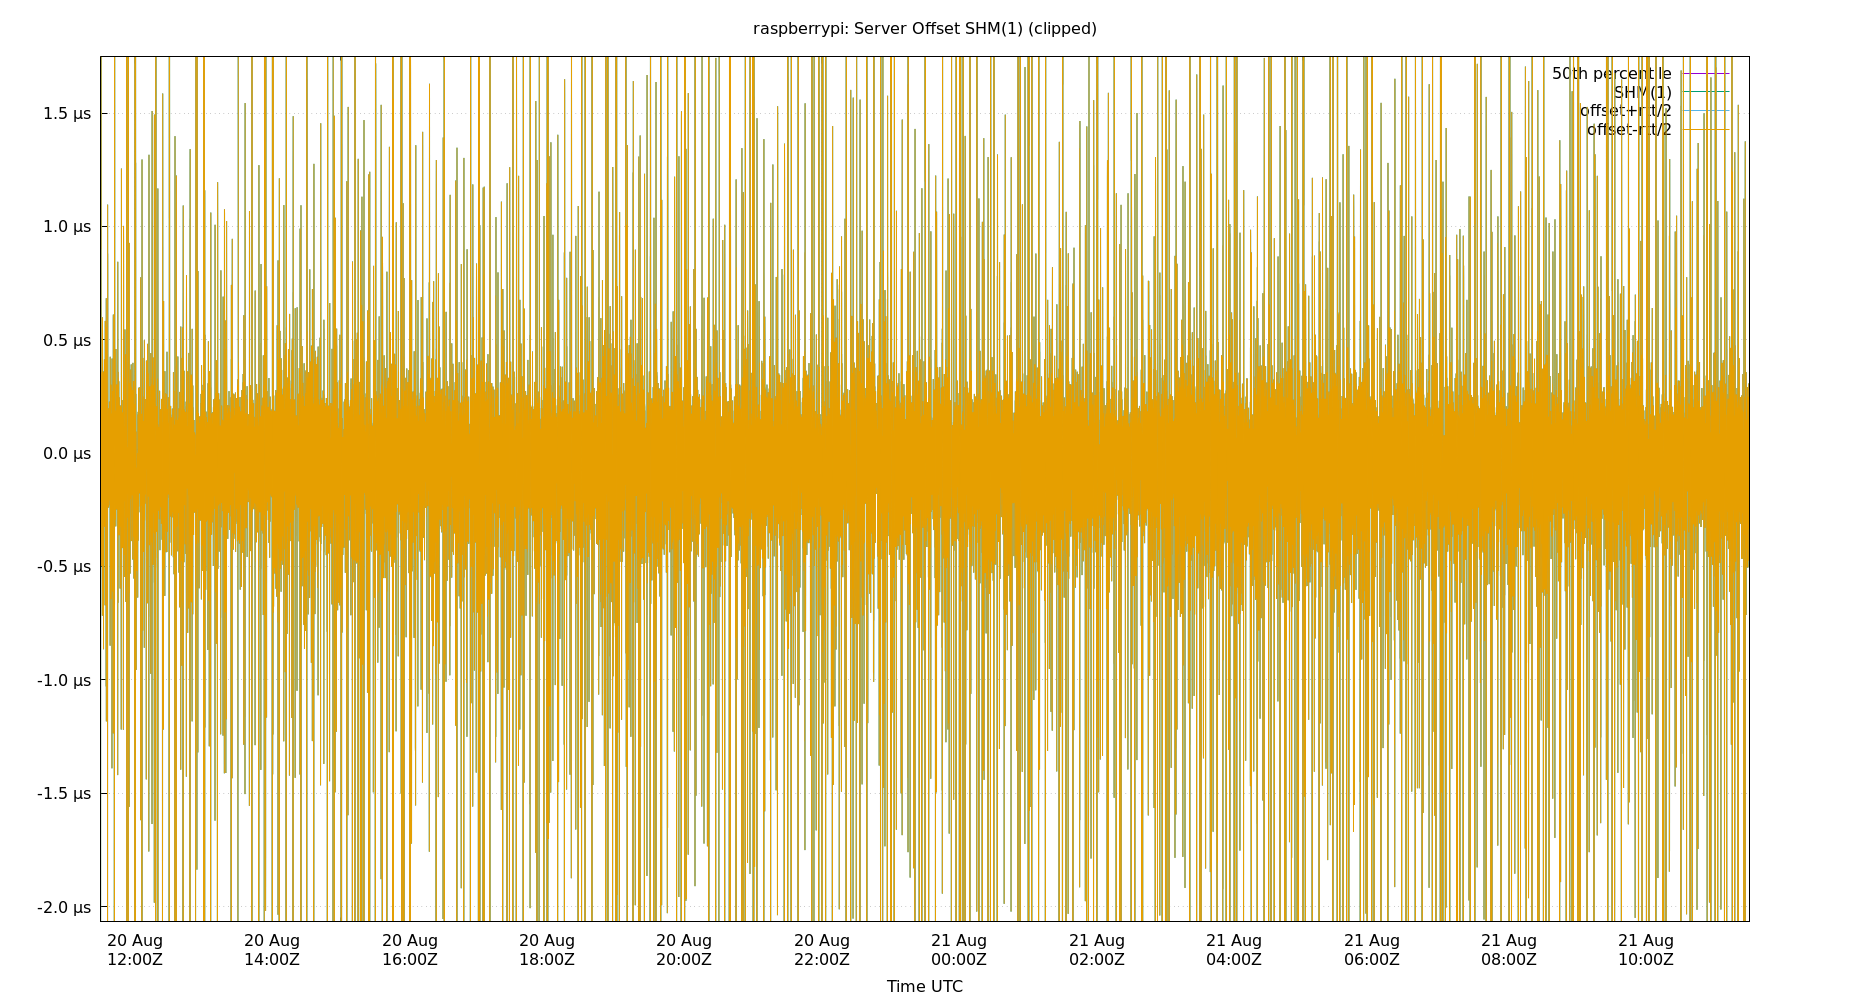 raspberrypi: Server Offset SHM(1) (clipped)
50th percentile
SHM(1)
offset+rtt/2
offset-rtt/2
1.5 µs
1.0 µs
0.5 µs
0.0 µs
-0.5 µs
-1.0 µs
-1.5 µs
-2.0 µs
20 Aug 20 Aug 20 Aug 20 Aug 20 Aug 20 Aug 21 Aug 21 Aug 21 Aug 21 Aug 21 Aug 21 Aug
12:00Z 14:00Z 16:00Z 18:00Z 20:00Z 22:00Z 00:00Z 02:00Z 04:00Z 06:00Z 08:00Z 10:00Z
Time UTC